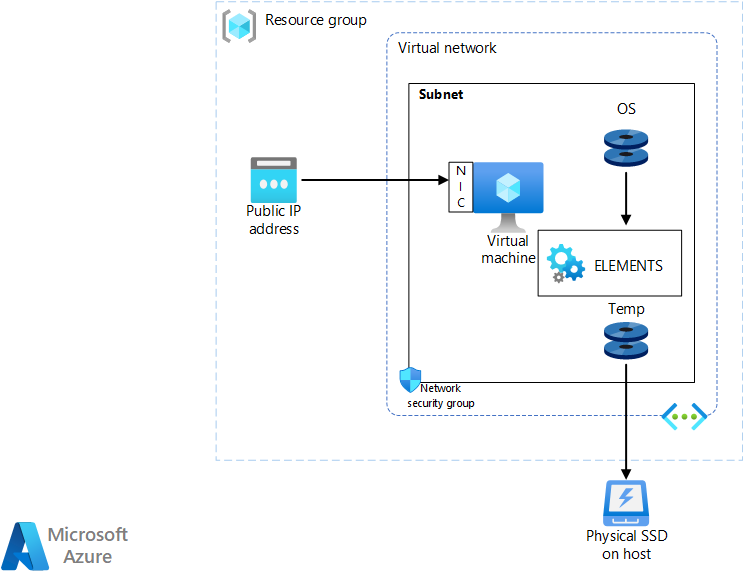 Resource group
Virtual network
Subnet
OS
N
I
C
Public IP
address
Virtual
machine
ELEMENTS
Temp
Network
security group
Physical SSD
on host
Microsoft
Azure